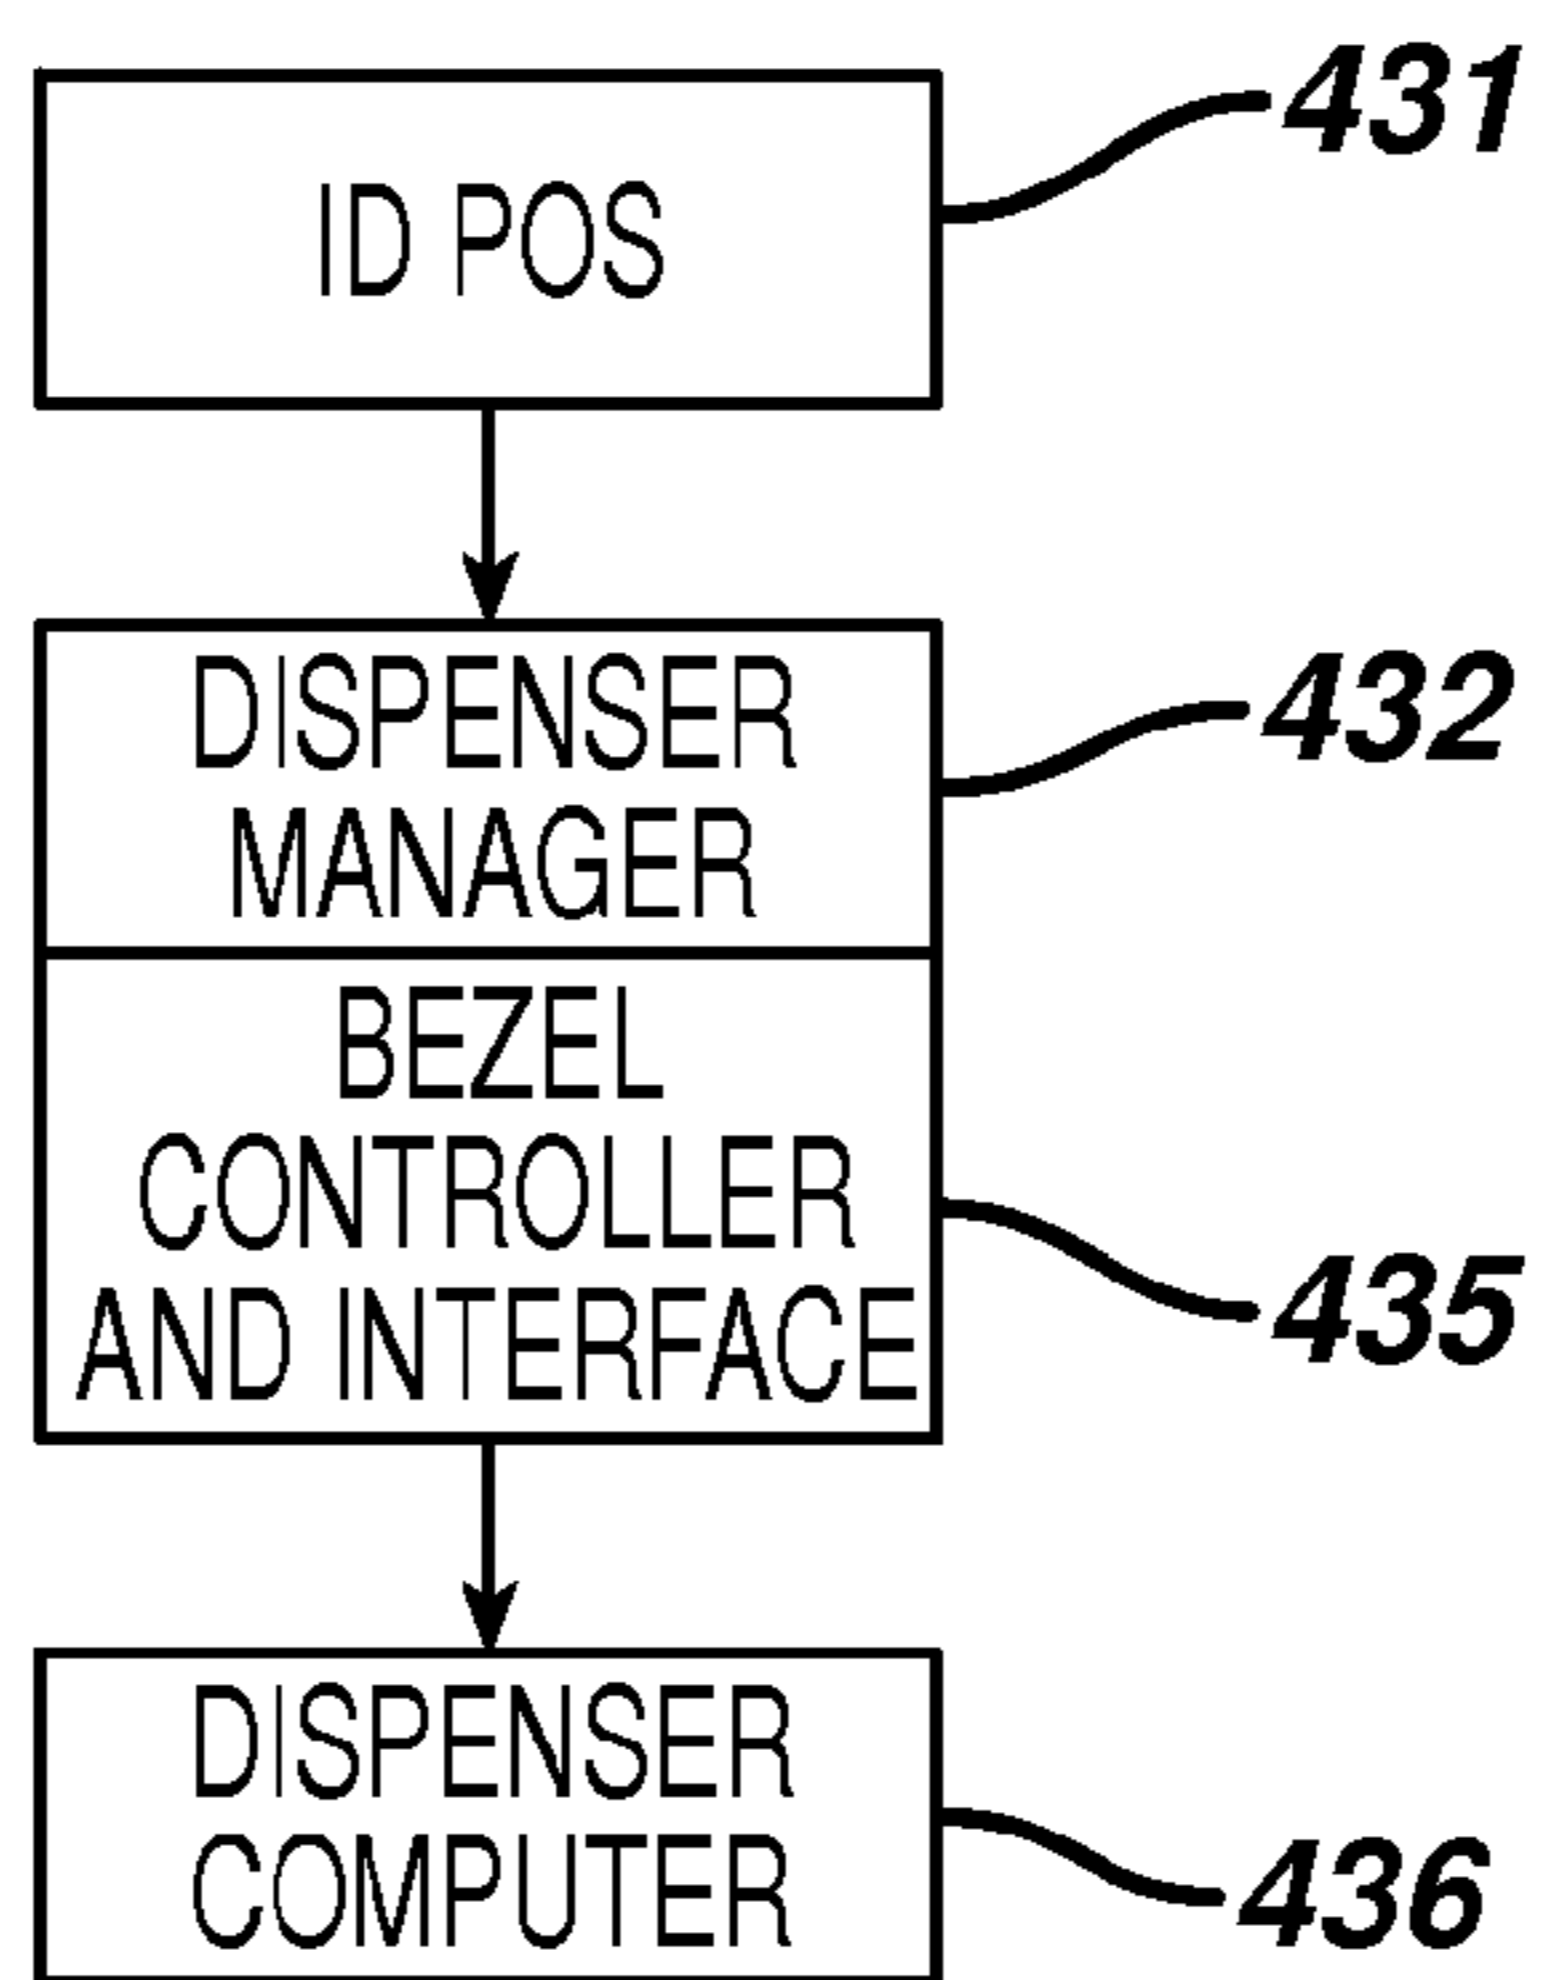 ID POS
431
DISPENSER
MANAGER
432
BEZEL
CONTROLLER
AND INTERFACE
435
DISPENSER
COMPUTER
436